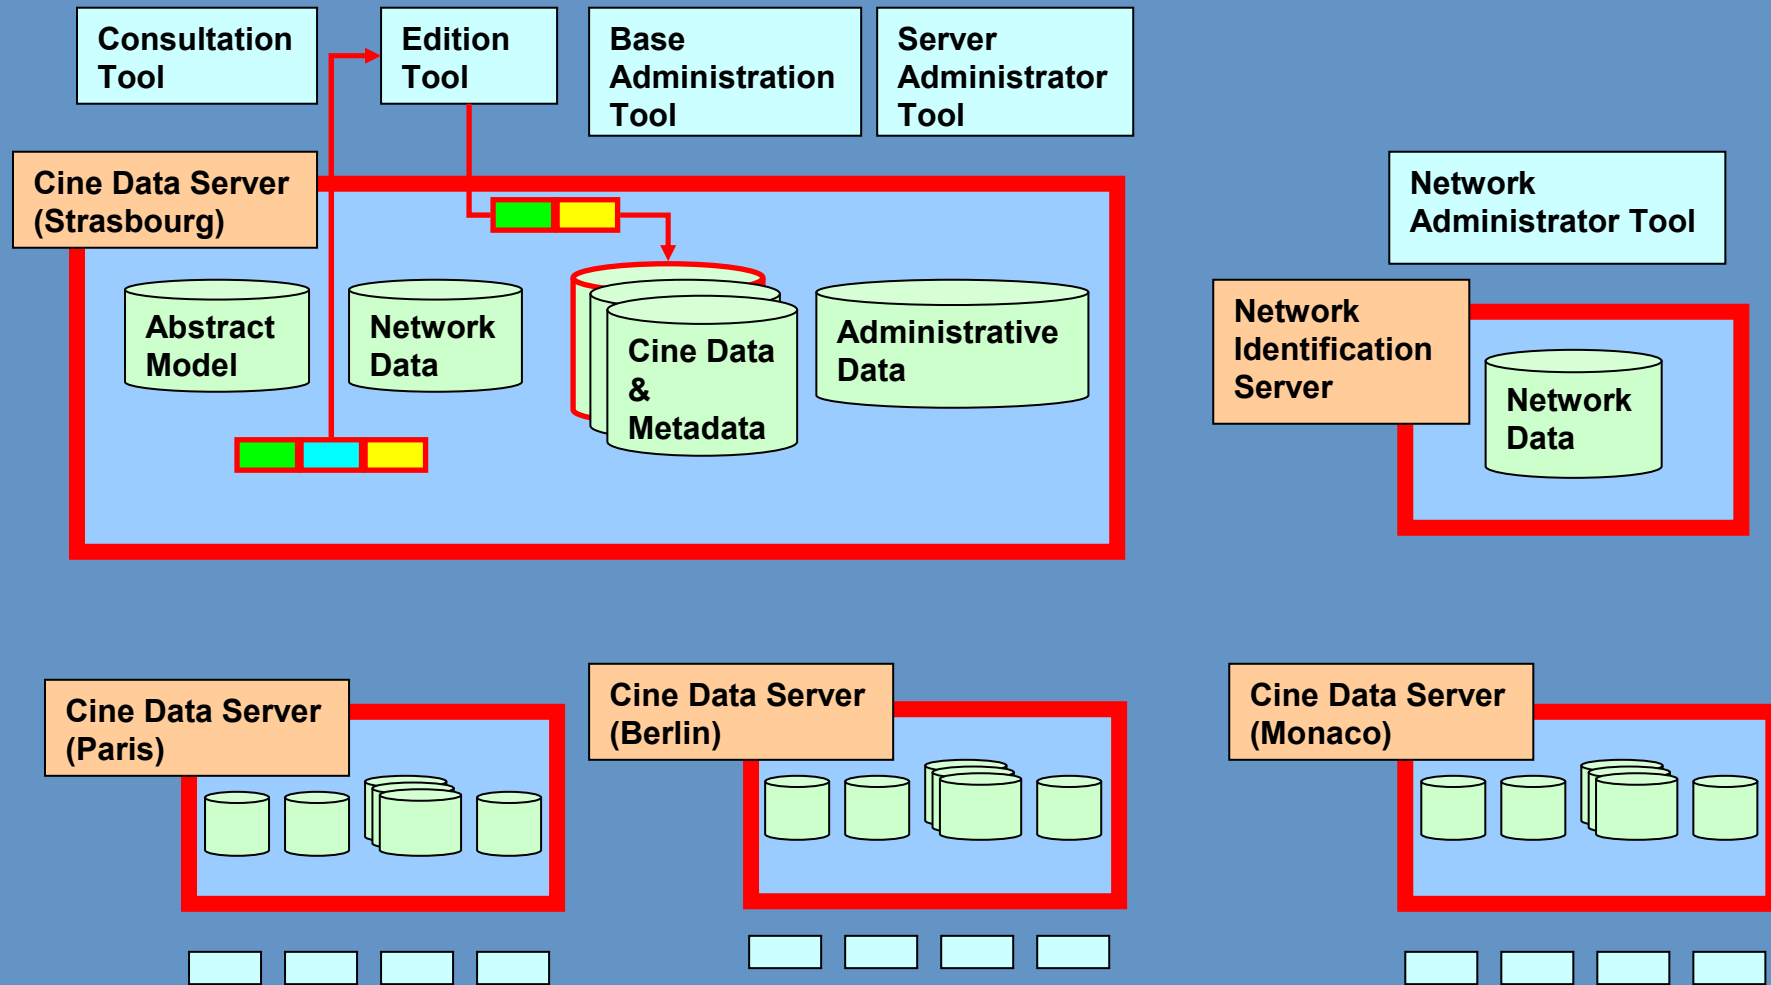 Consultation
Tool
Edition
Tool
Base
Administration
Tool
Server
Administrator
Tool
Cine Data Server
(Strasbourg)
Network
Administrator Tool
Abstract
Model
Network
Data
Cine Data
&
Metadata
Administrative
Data
Network
Identification
Server
Network
Data
Cine Data Server
(Paris)
Cine Data Server
(Berlin)
Cine Data Server
(Monaco)